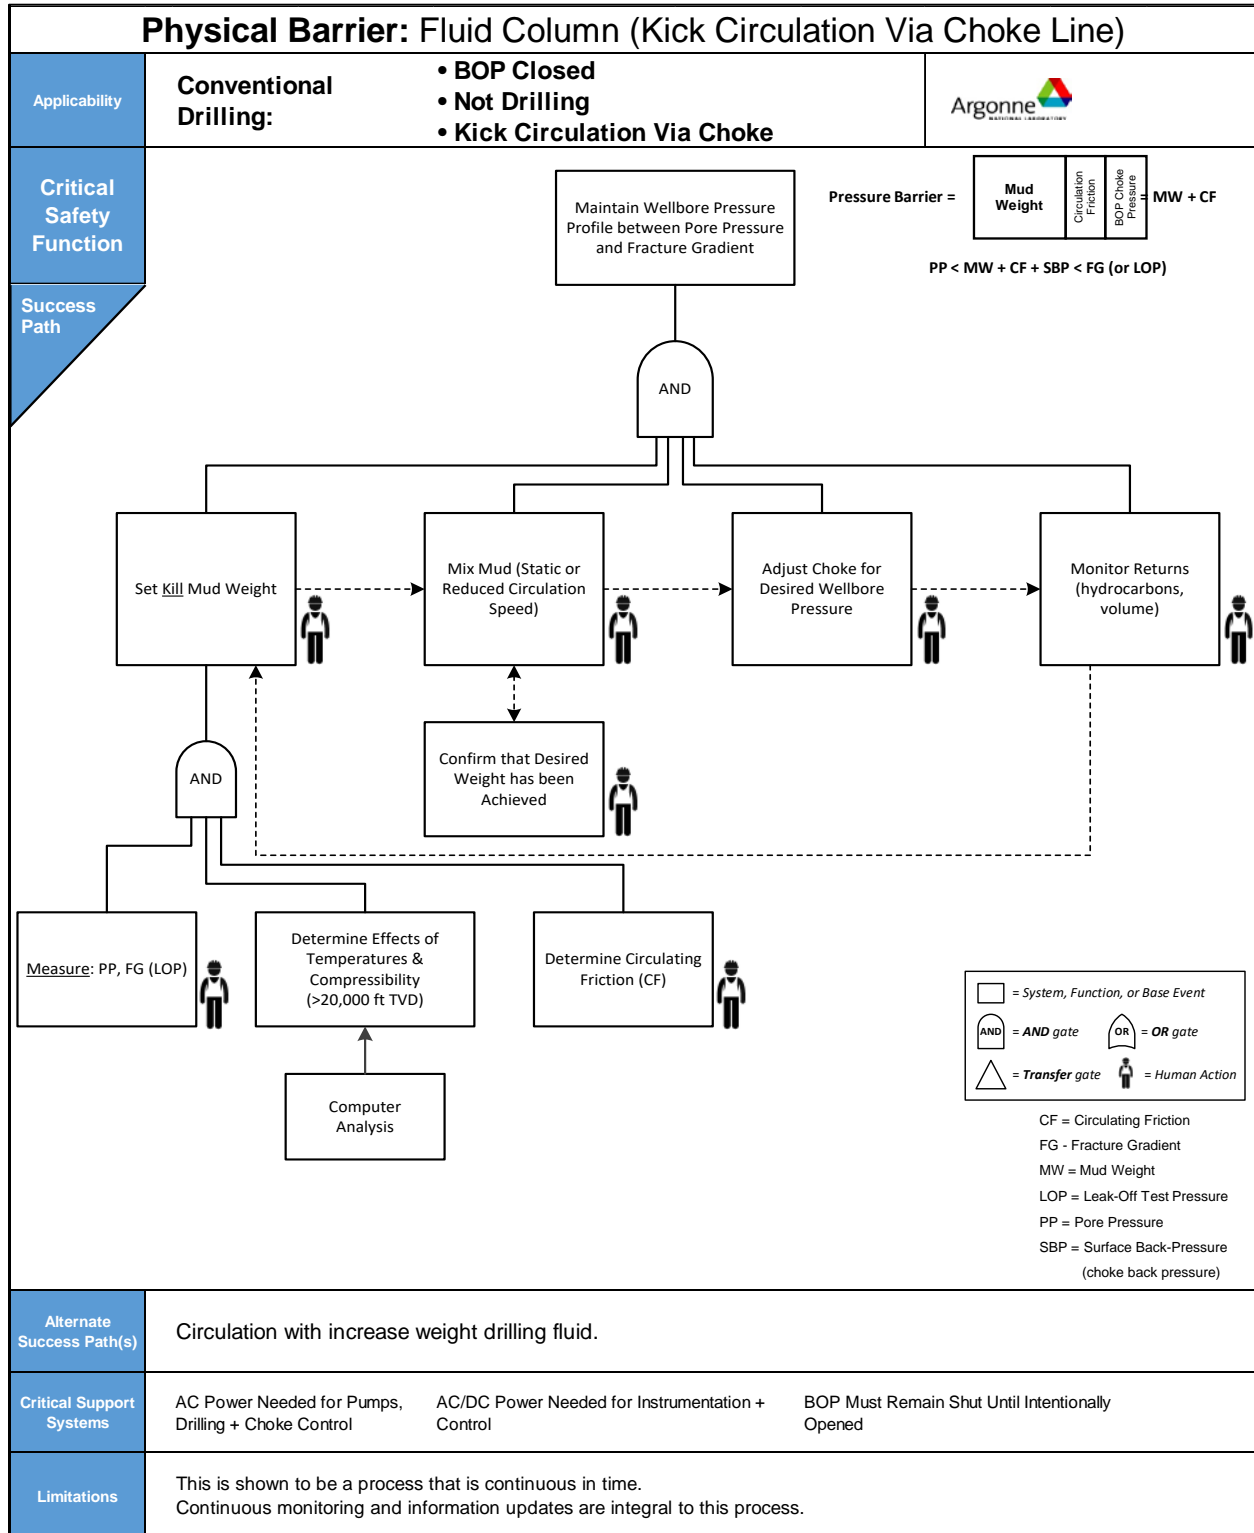 Physical Barrier: Fluid Column (Kick Circulation Via Choke Line)
Applicability
Conventional
Drilling:
• BOP Closed
• Not Drilling
• Kick Circulation Via Choke
Argonne
NATIONAL LABORATORY
Critical
Safety
Function
Success
Path
Maintain Wellbore Pressure
Profile between Pore Pressure
and Fracture Gradient
Pressure Barrier =
Mud
Weight
Circulation
Friction
BOP Choke
Pressure
= MW + CF
PP < MW + CF + SBP < FG (or LOP)
AND
Set Kill Mud Weight
Mix Mud (Static or
Reduced Circulation
Speed)
Adjust Choke for
Desired Wellbore
Pressure
Monitor Returns
(hydrocarbons,
volume)
Confirm that Desired
Weight has been
Achieved
AND
Measure: PP, FG (LOP)
Determine Effects of
Temperatures &
Compressibility
(>20,000 ft TVD)
Determine Circulating
Friction (CF)
Computer
Analysis
= System, Function, or Base Event
AND
= AND gate
OR
= OR gate
= Transfer gate
= Human Action
CF = Circulating Friction
FG - Fracture Gradient
MW = Mud Weight
LOP = Leak-Off Test Pressure
PP = Pore Pressure
SBP = Surface Back-Pressure
(choke back pressure)
Alternate
Success Path(s)
Circulation with increase weight drilling fluid.
Critical Support
Systems
AC Power Needed for Pumps,
Drilling + Choke Control
AC/DC Power Needed for Instrumentation +
Control
BOP Must Remain Shut Until Intentionally
Opened
Limitations
This is shown to be a process that is continuous in time.
Continuous monitoring and information updates are integral to this process.